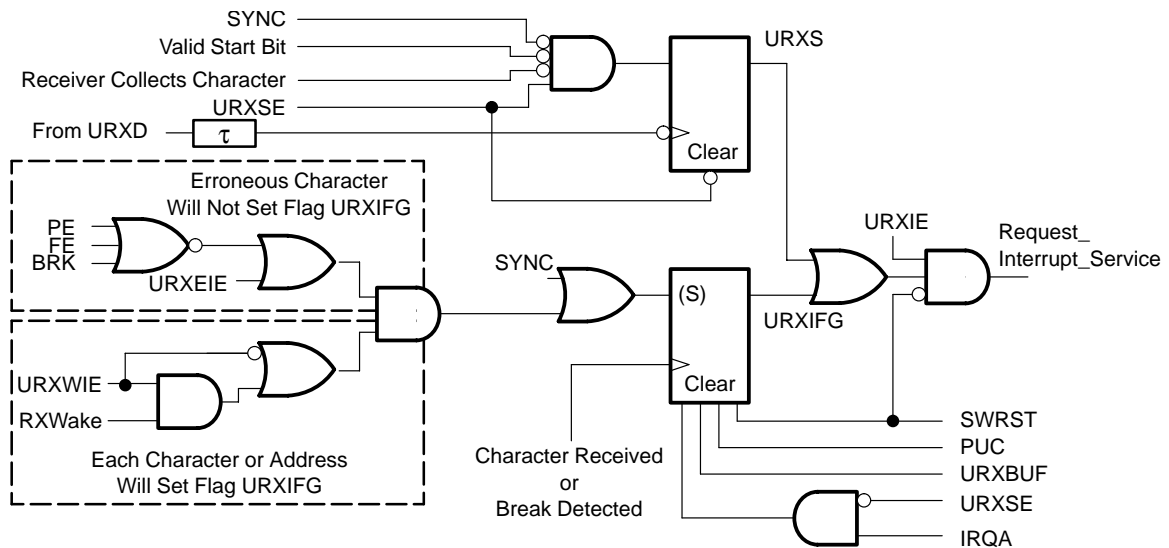 SYNC
Valid Start Bit
Receiver Collects Character
URXSE
From URXD
τ
URXS
Clear
Erroneous Character
Will Not Set Flag URXIFG
PE
FE
BRK
URXEIE
SYNC
(S)
Clear
URXIFG
URXIE
Request_
Interrupt_Service
URXWIE
RXWake
Each Character or Address
Will Set Flag URXIFG
Character Received
or
Break Detected
SWRST
PUC
URXBUF
URXSE
IRQA